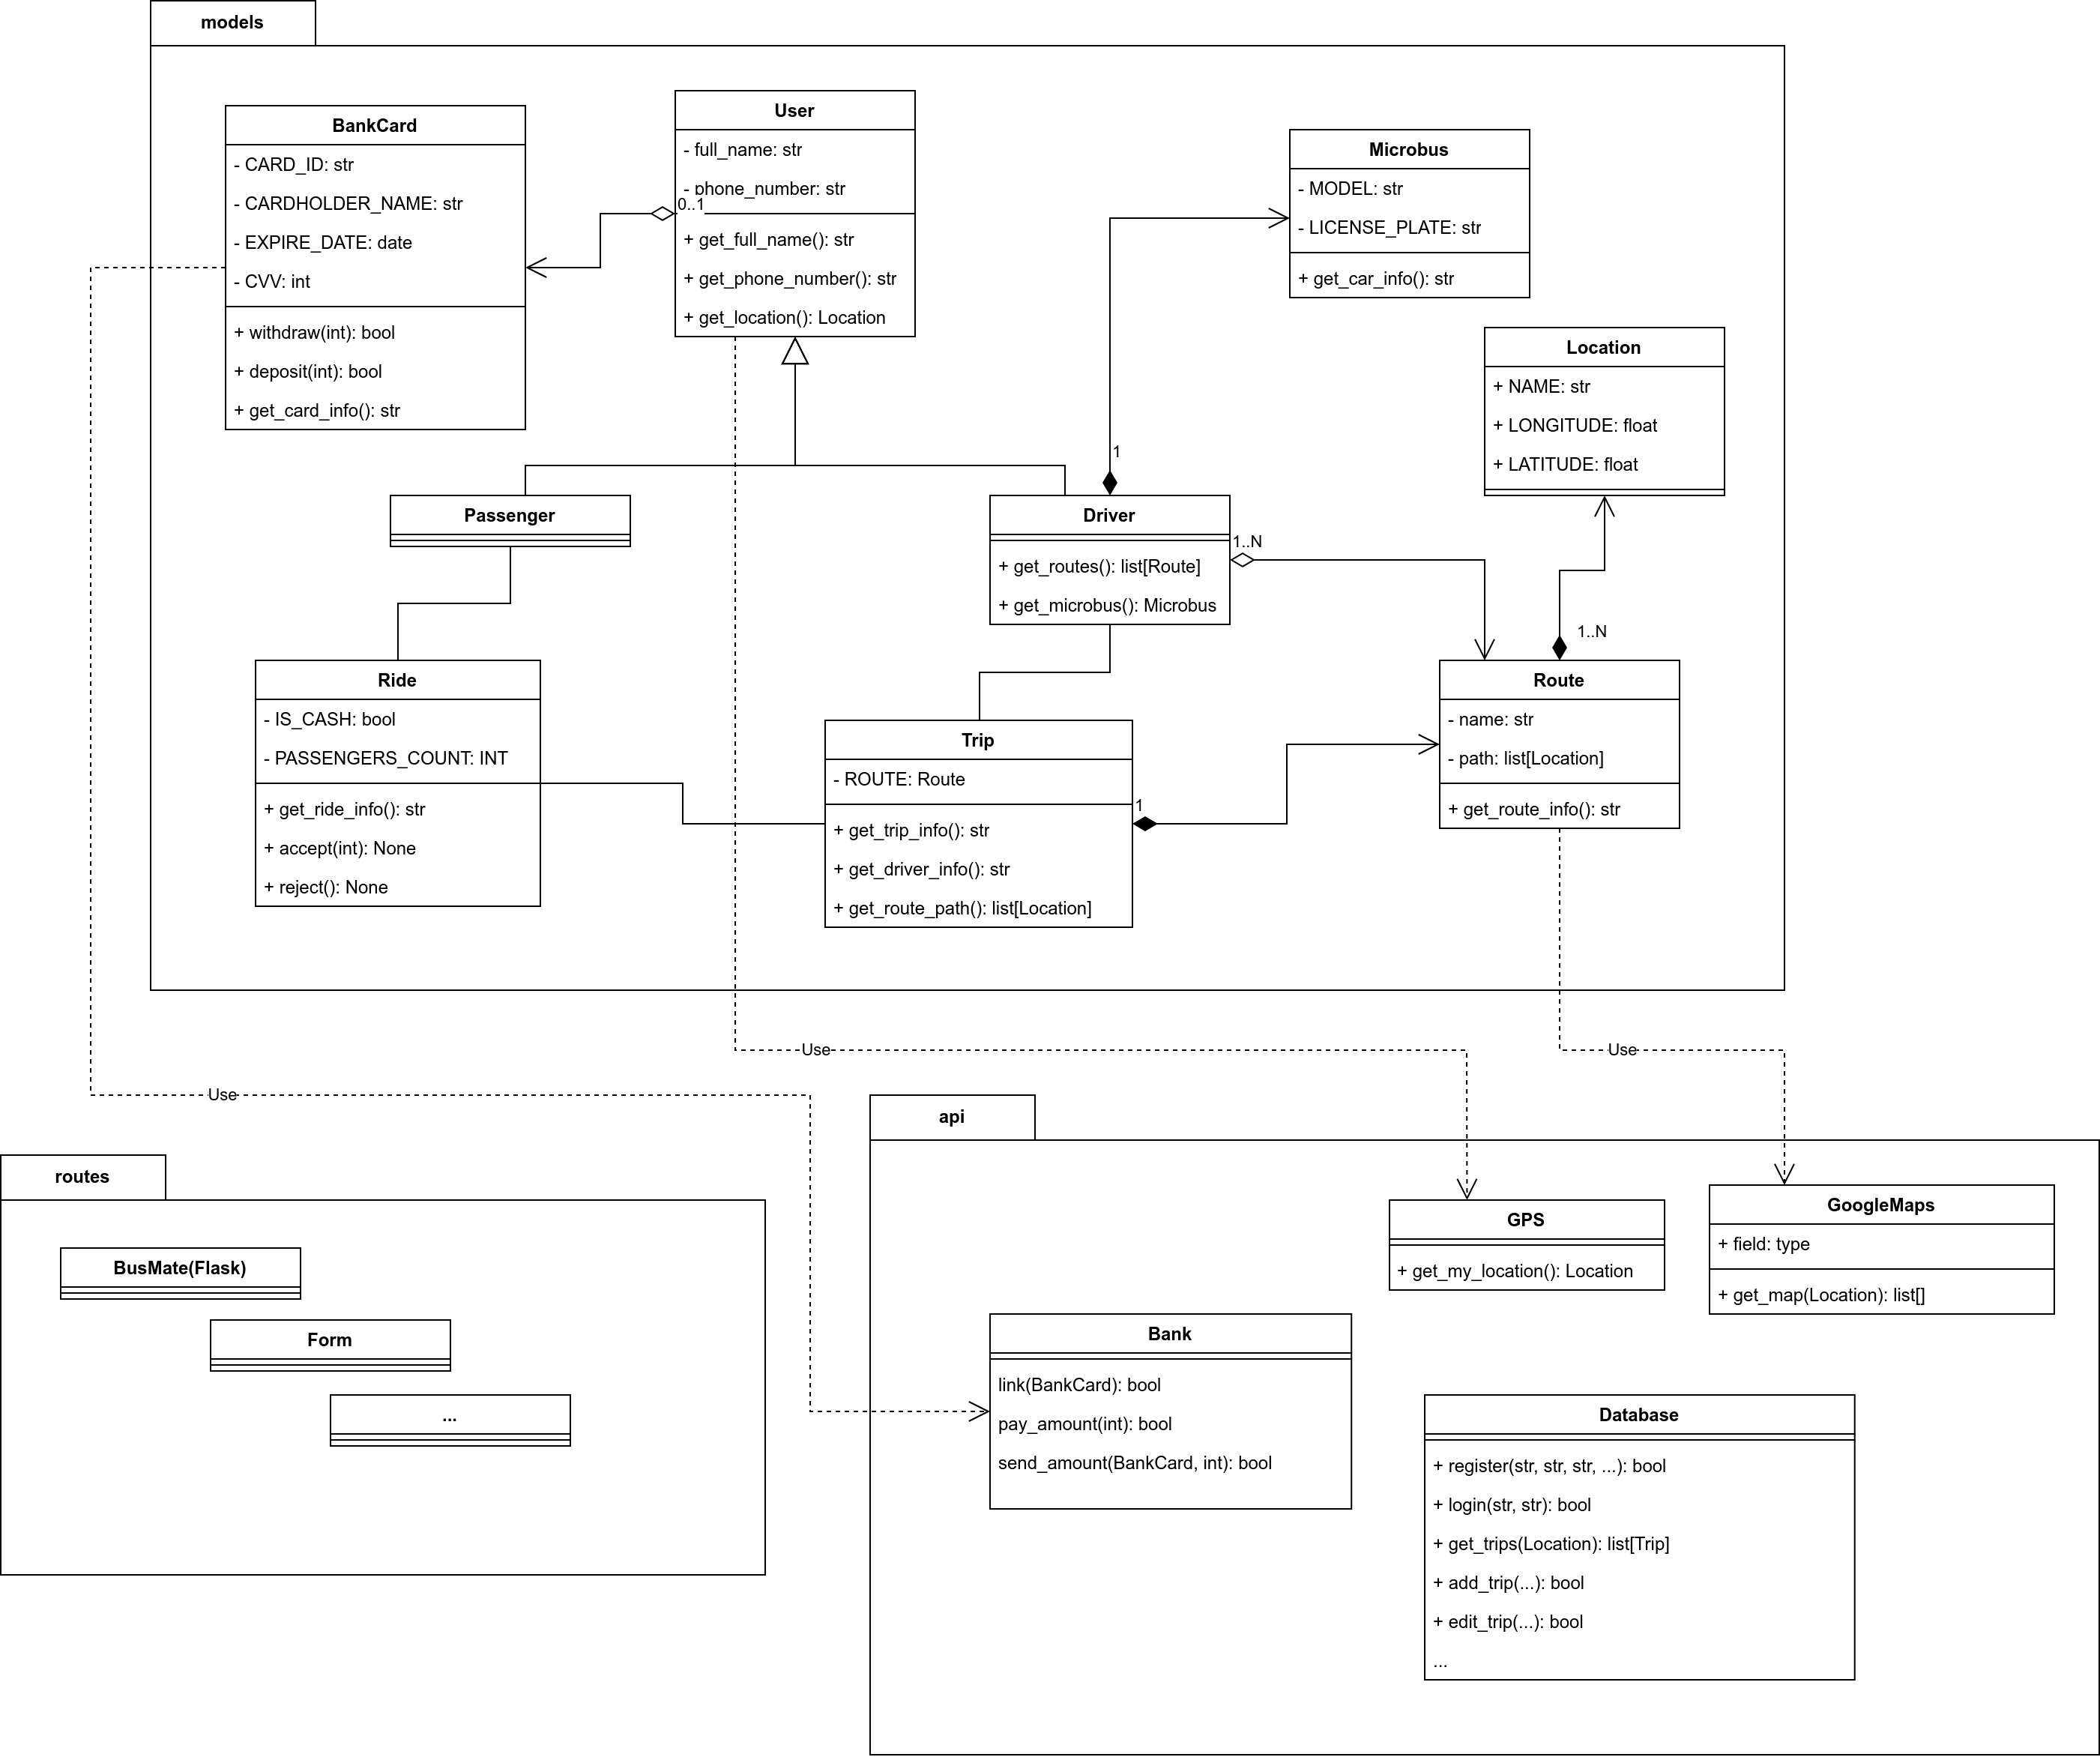 models
BankCard
- CARD_ID: str
- CARDHOLDER_NAME: str
- EXPIRE_DATE: date
- CVV: int
+ withdraw(int): bool
+ deposit(int): bool
+ get_card_info(): str
User
- full_name: str
- phone_number: str
0..1
+ get_full_name(): str
+ get_phone_number(): str
+ get_location(): Location
Microbus
- MODEL: str
- LICENSE_PLATE: str
+ get_car_info(): str
Location
+ NAME: str
+ LONGITUDE: float
+ LATITUDE: float
1
Passenger
Driver
+ get_routes(): list[Route]
+ get_microbus(): Microbus
1..N
1..N
Ride
- IS_CASH: bool
- PASSENGERS_COUNT: INT
+ get_ride_info(): str
+ accept(int): None
+ reject(): None
Trip
- ROUTE: Route
+ get_trip_info(): str
+ get_driver_info(): str
+ get_route_path(): list[Location]
1
Route
- name: str
- path: list[Location]
+ get_route_info(): str
Use
Use
Use
routes
BusMate(Flask)
Form
...
api
GPS
+ get_my_location(): Location
GoogleMaps
+ field: type
+ get_map(Location): list[]
Bank
link(BankCard): bool
pay_amount(int): bool
send_amount(BankCard, int): bool
Database
+ register(str, str, str, ...): bool
+ login(str, str): bool
+ get_trips(Location): list[Trip]
+ add_trip(...): bool
+ edit_trip(...): bool
...